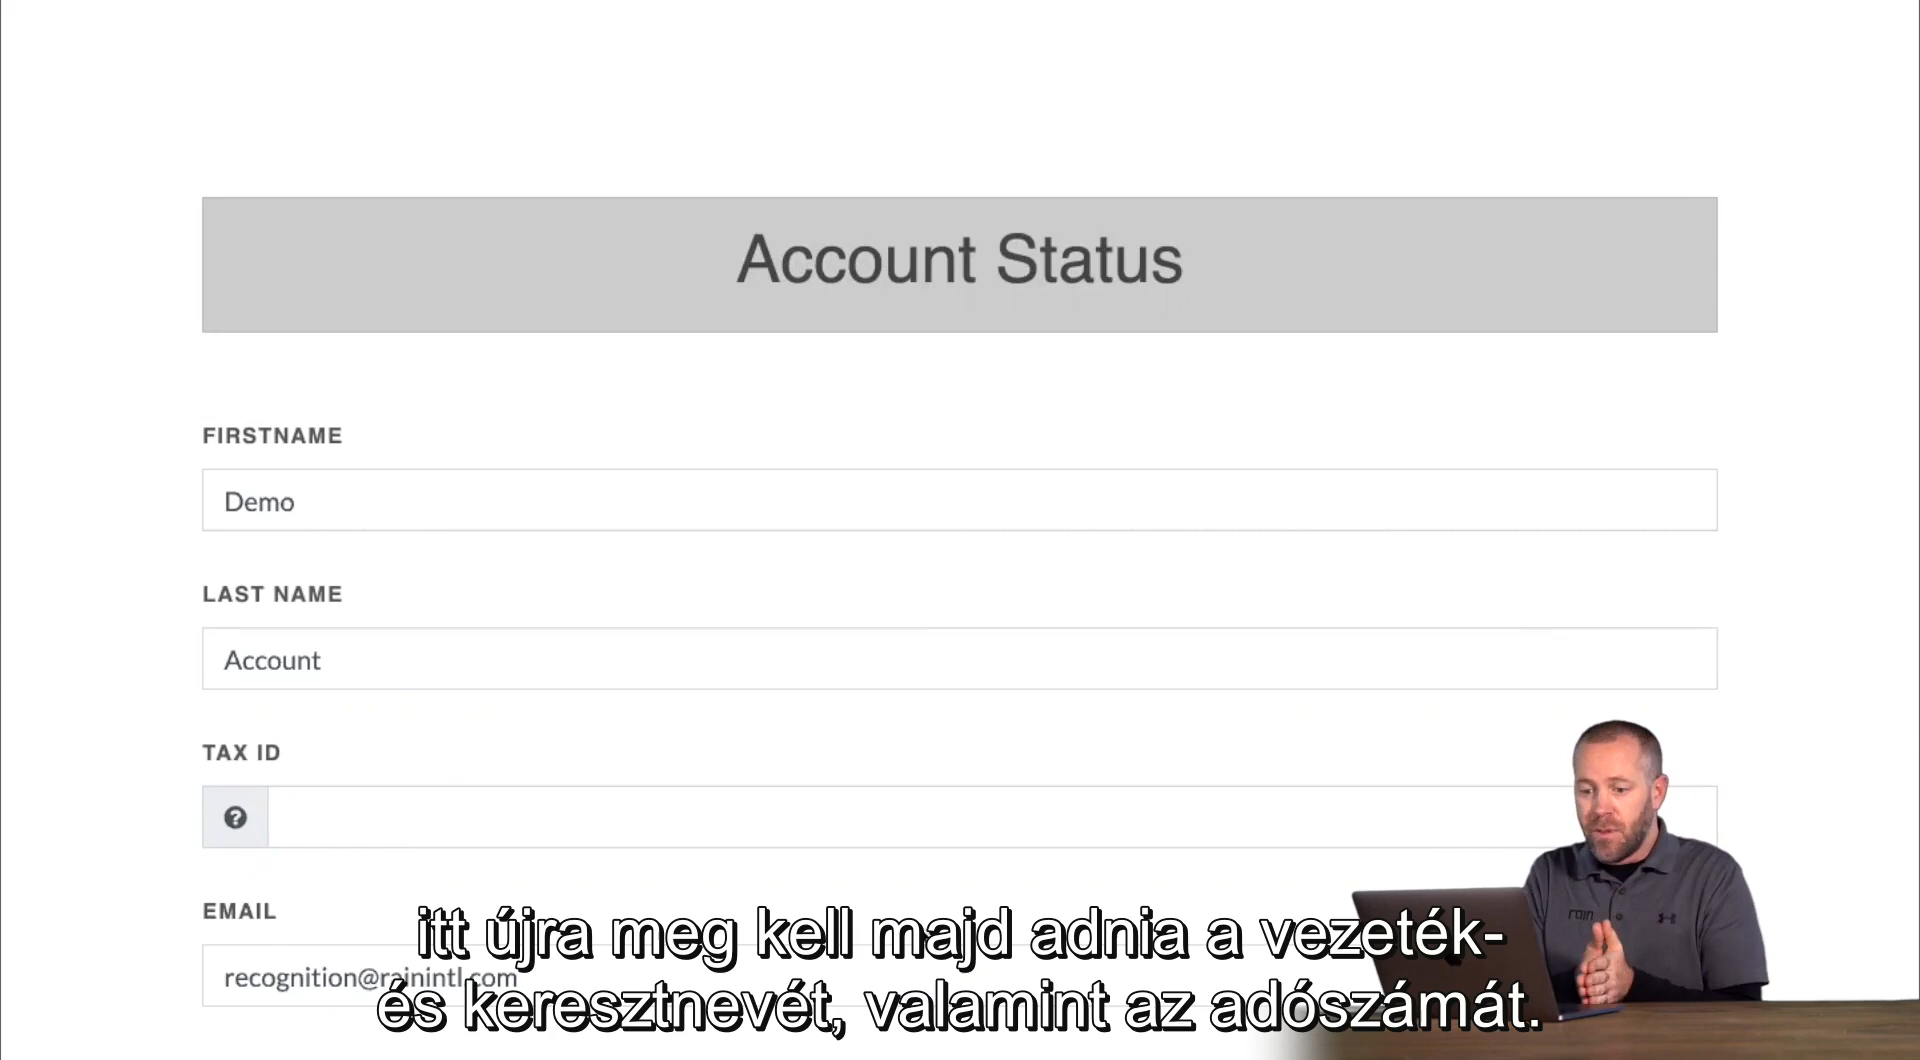 Account Status
FIRSTNAME
Demo
LAST NAME
Account
TAX ID
?
EMAIL
recognition@rainintl.com
rain
itt újra meg kell majd adnia a vezeték-
és keresztnevét, valamint az adószámát.